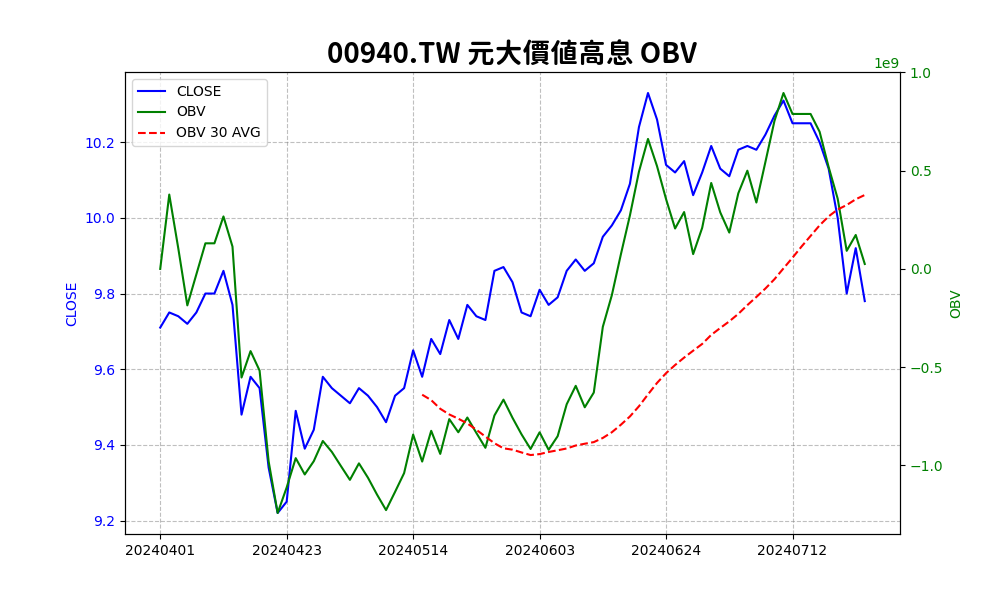 00940.TW 元大價值高息 OBV
1e9
CLOSE
OBV
OBV 30 AVG
CLOSE
10.2
10.0
9.8
9.6
9.4
9.2
1.0
0.5
0.0
−0.5
−1.0
OBV
20240401 20240423 20240514 20240603 20240624 20240712